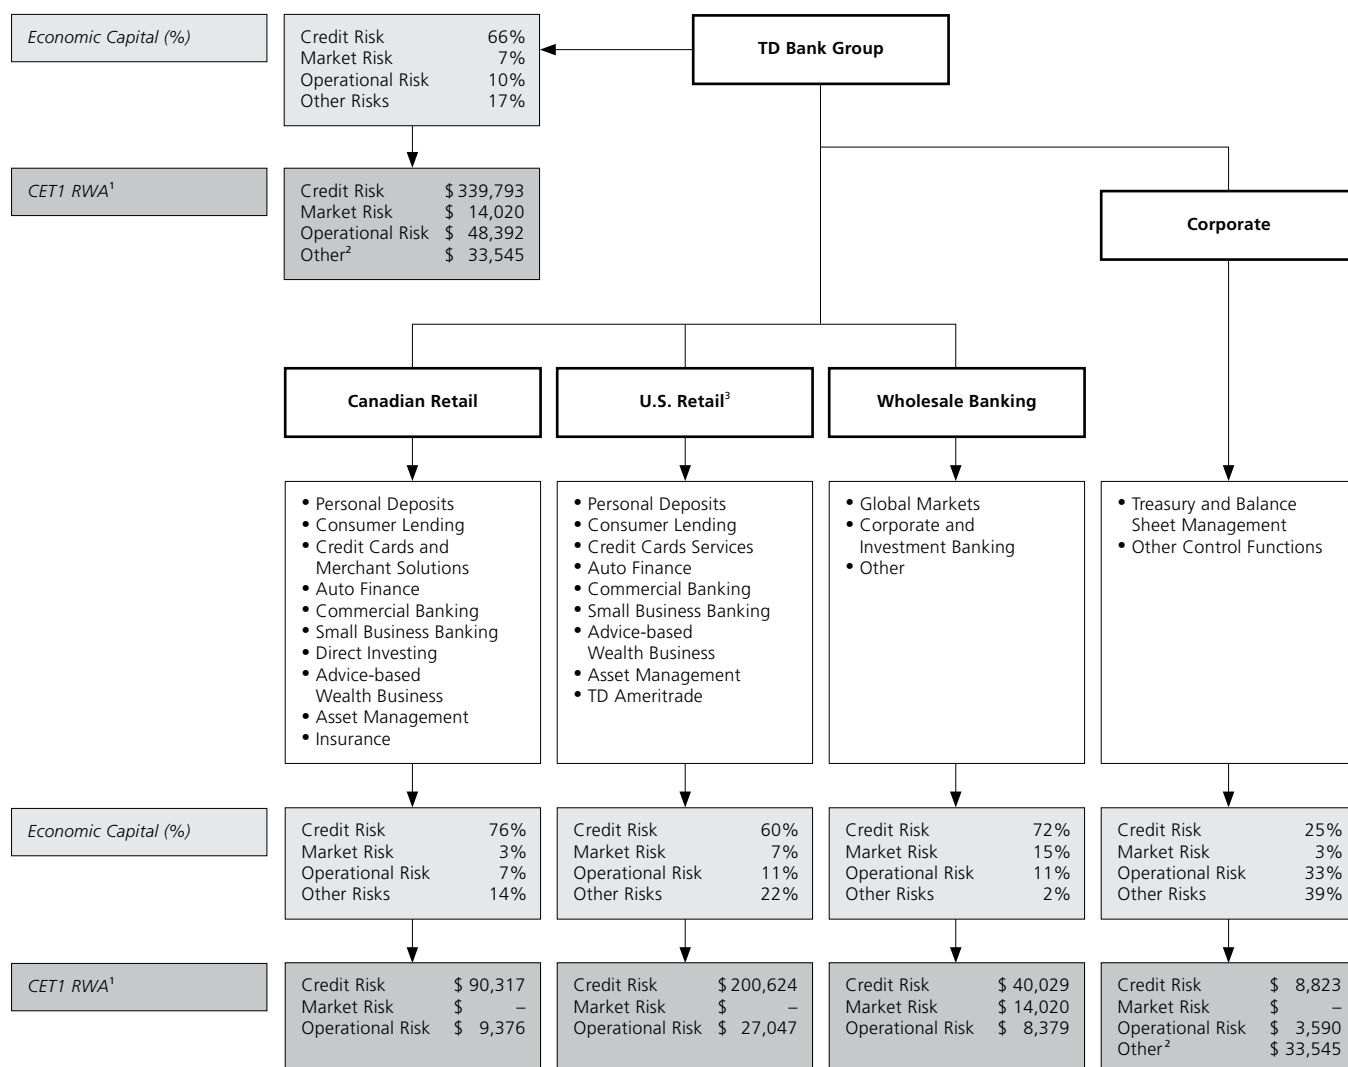 Economic Capital (%)
Credit Risk 66%
Market Risk 7%
Operational Risk 10%
Other Risks 17%
TD Bank Group
CET1 RWA¹
Credit Risk $ 339,793
Market Risk $ 14,020
Operational Risk $ 48,392
Other² $ 33,545
Corporate
Canadian Retail
U.S. Retail³
Wholesale Banking
• Personal Deposits
• Consumer Lending
• Credit Cards and
Merchant Solutions
• Auto Finance
• Commercial Banking
• Small Business Banking
• Direct Investing
• Advice-based
Wealth Business
• Asset Management
• Insurance
• Personal Deposits
• Consumer Lending
• Credit Cards Services
• Auto Finance
• Commercial Banking
• Small Business Banking
• Advice-based
Wealth Business
• Asset Management
• TD Ameritrade
• Global Markets
• Corporate and
Investment Banking
• Other
• Treasury and Balance
Sheet Management
• Other Control Functions
Economic Capital (%)
Credit Risk 76%
Market Risk 3%
Operational Risk 7%
Other Risks 14%
Credit Risk 60%
Market Risk 7%
Operational Risk 11%
Other Risks 22%
Credit Risk 72%
Market Risk 15%
Operational Risk 11%
Other Risks 2%
Credit Risk 25%
Market Risk 3%
Operational Risk 33%
Other Risks 39%
CET1 RWA¹
Credit Risk $ 90,317
Market Risk $ –
Operational Risk $ 9,376
Credit Risk $ 200,624
Market Risk $ –
Operational Risk $ 27,047
Credit Risk $ 40,029
Market Risk $ 14,020
Operational Risk $ 8,379
Credit Risk $ 8,823
Market Risk $ –
Operational Risk $ 3,590
Other² $ 33,545